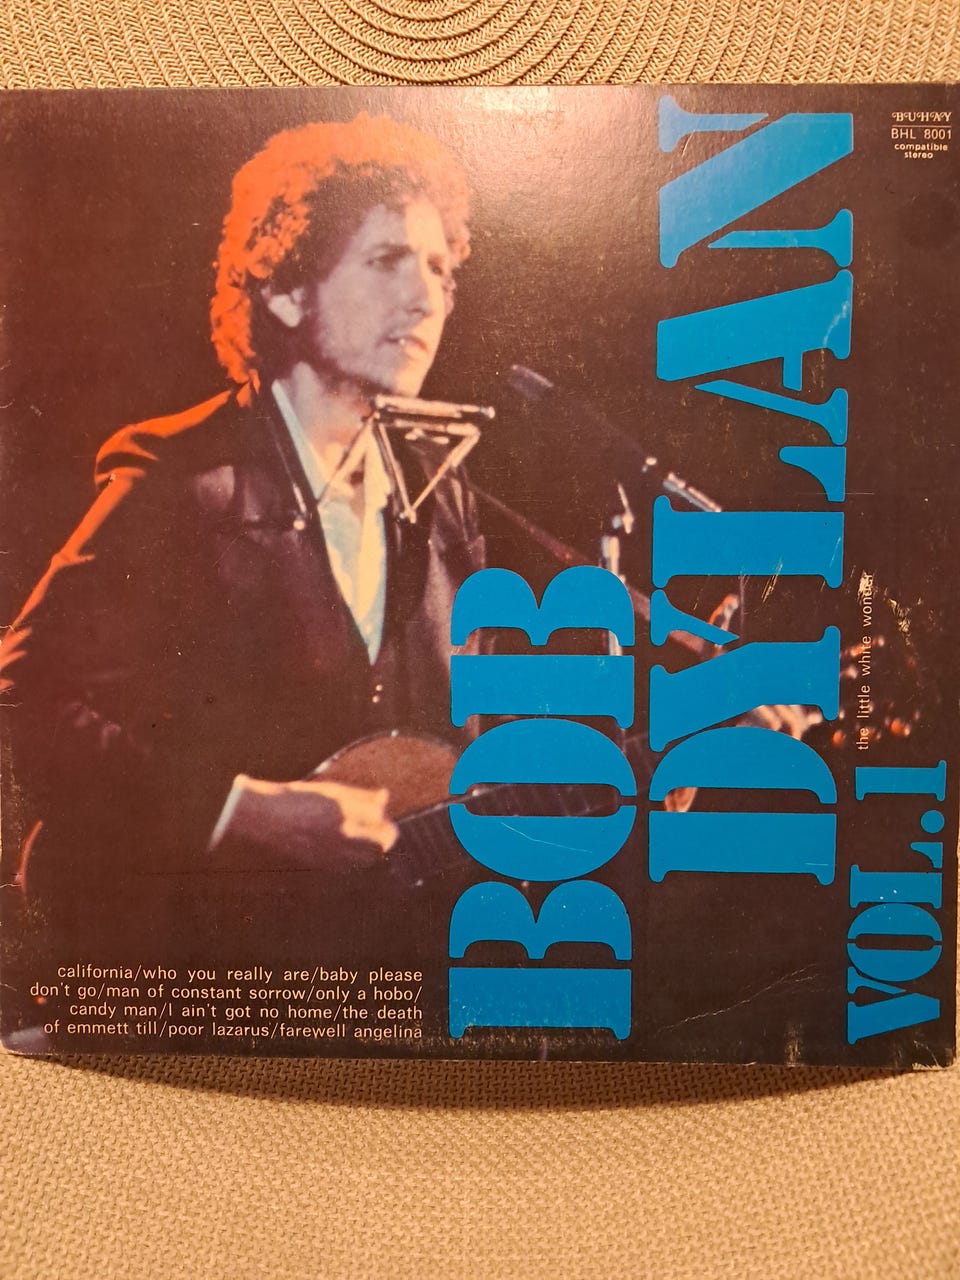 BUHAY
BHL 8001
compatible
stereo
BOB
DYLAN
the little white wonder
VOL.1
california/who you really are/baby please
don't go/man of constant sorrow/only a hobo/
candy man/I ain't got no home/the death
of emmett till/poor lazarus/farewell angelina